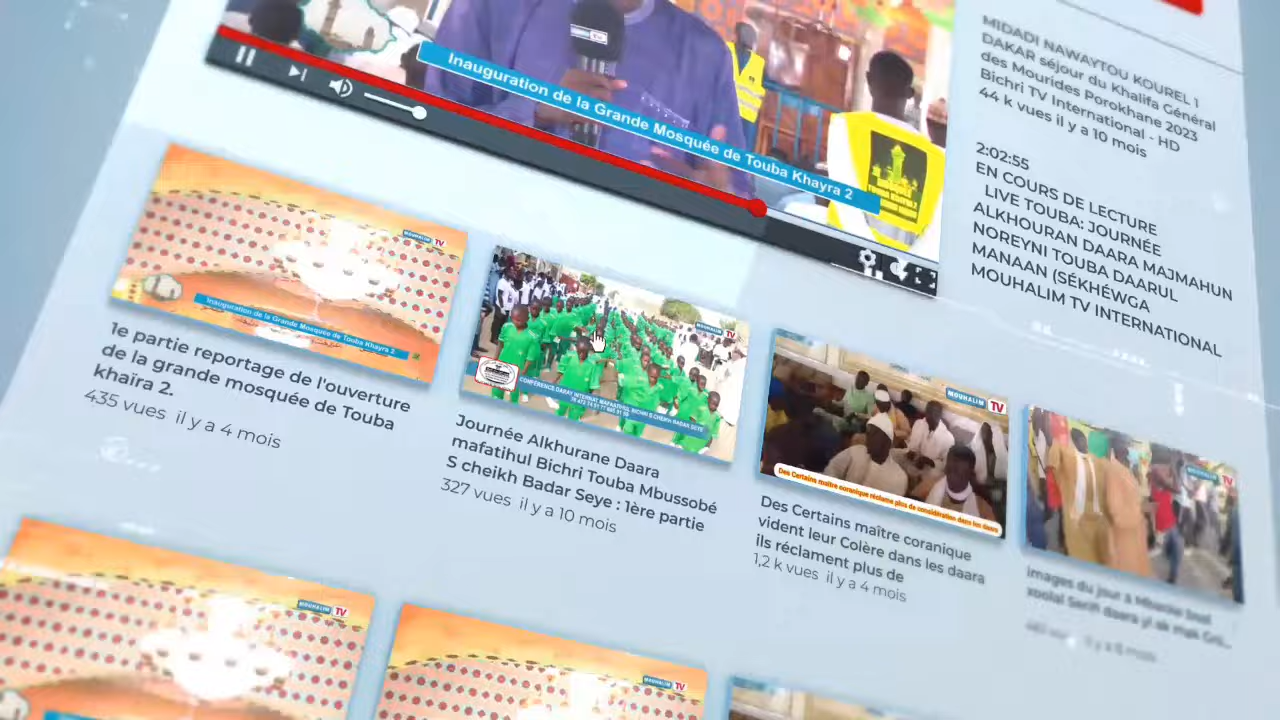 Inauguration de la Grande Mosquée de Touba Khayra 2
MIDADI NAWAYTOU KOUREL 1
DAKAR séjour du Khalifa Général
des Mourides Porokhane 2023
Bichri TV International - HD
44 k vues il y a 10 mois
2:02:55
EN COURS DE LECTURE
LIVE TOUBA: JOURNÉE
ALKHOURAN DAARA MAJMAHUN
NOREYNI TOUBA DAARUL
MANAAN (SÉKHÉWGA
MOUHALIM TV INTERNATIONAL
MOUHALIM TV
Inauguration de la Grande Mosquée de Touba Khayra 2
1e partie reportage de l'ouverture
de la grande mosquée de Touba
khaïra 2.
435 vues il y a 4 mois
MOUHALIM TV
Journée Alkhurane Daara
mafatihul Bichri Touba Mbussobé
S cheikh Badar Seye : 1ère partie
327 vues il y a 10 mois
MOUHALIM TV
Des Certains maître coranique réclame plus de considération dans les daara
Des Certains maître coranique
vident leur Colère dans les daara
ils réclament plus de
1,2 k vues il y a 4 mois
MOUHALIM TV
images du jour à Mbacke
MOUHALIM TV
MOUHALIM TV